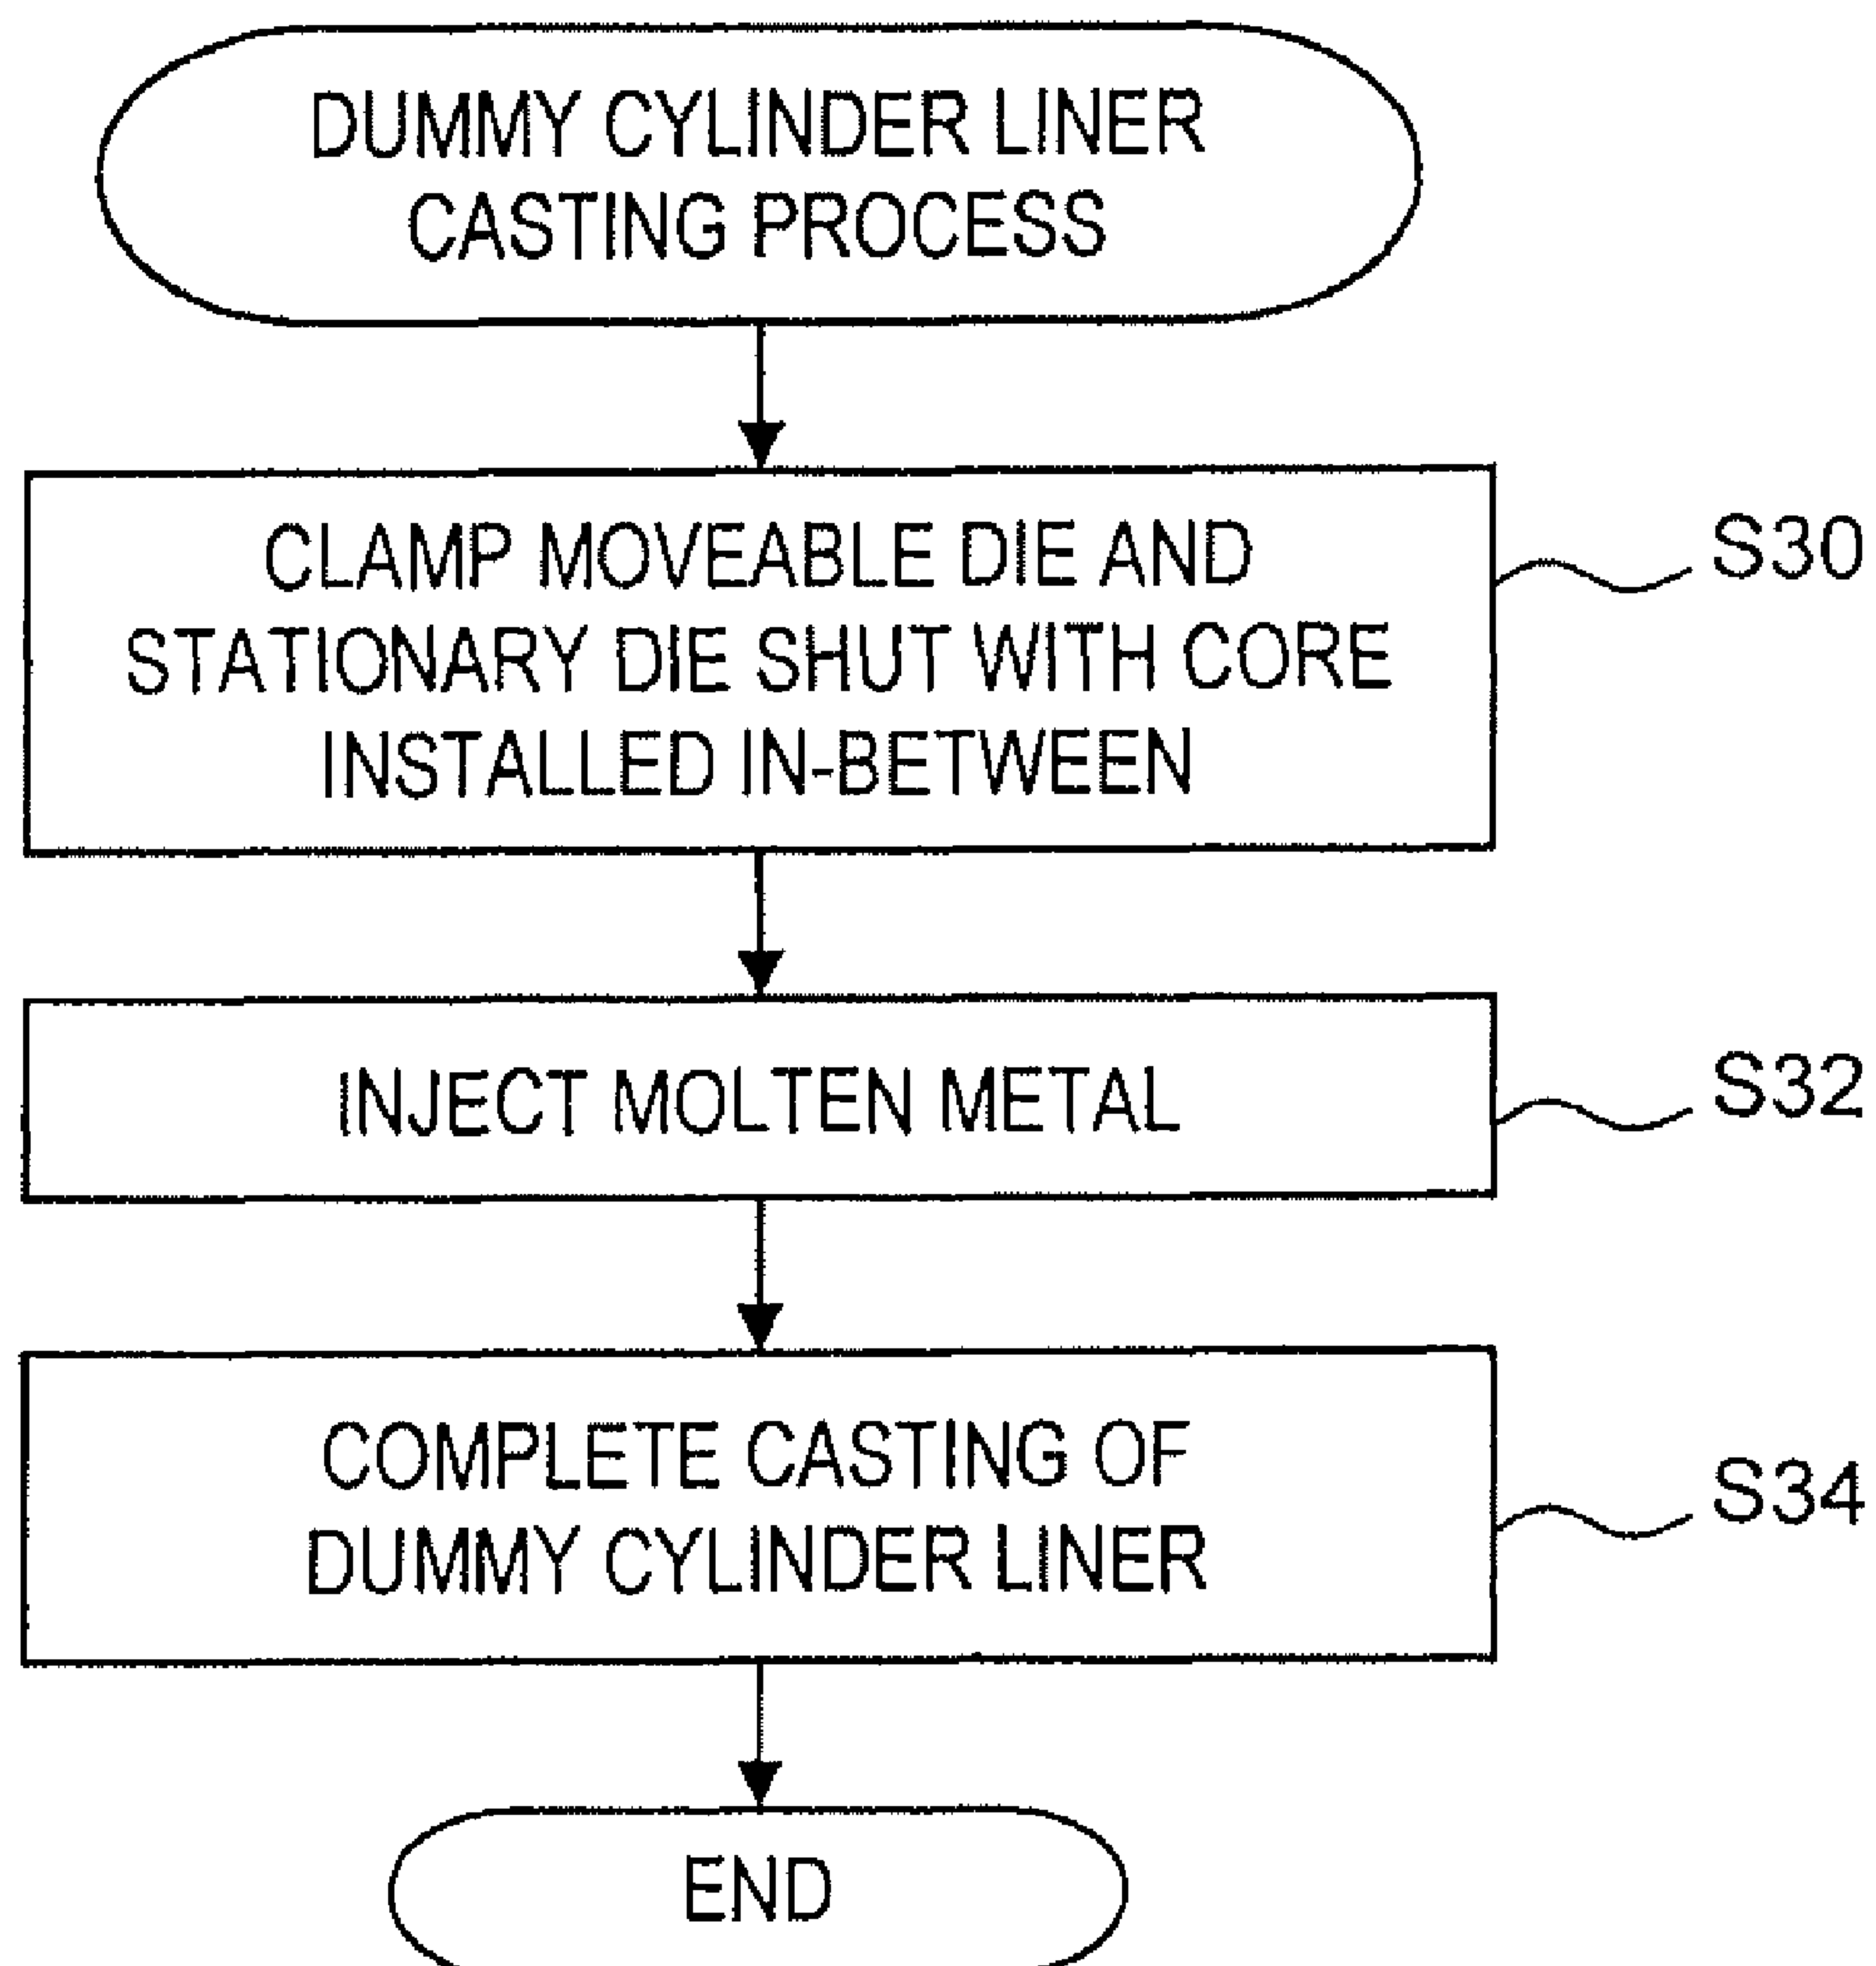 DUMMY CYLINDER LINER
CASTING PROCESS
CLAMP MOVEABLE DIE AND
STATIONARY DIE SHUT WITH CORE
INSTALLED IN-BETWEEN
S30
INJECT MOLTEN METAL
S32
COMPLETE CASTING OF
DUMMY CYLINDER LINER
S34
END